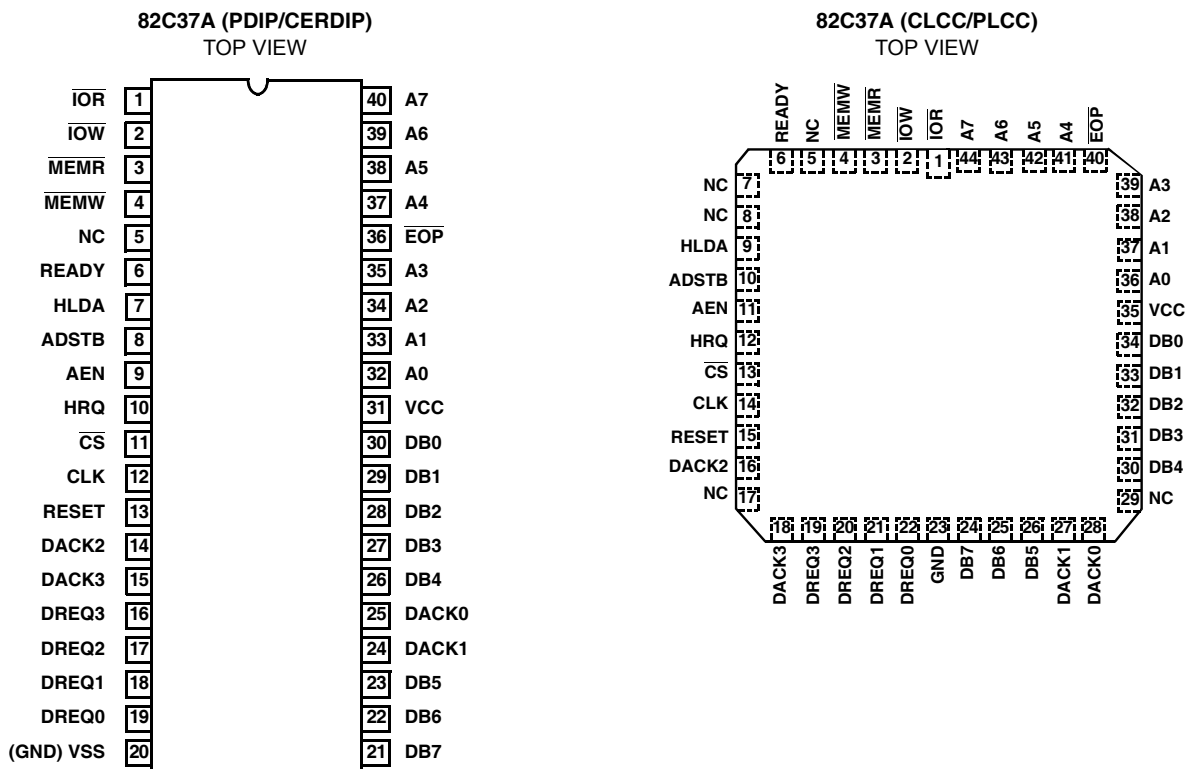 82C37A (PDIP/CERDIP)
TOP VIEW
IOR 1 40 A7
IOW 2 39 A6
MEMR 3 38 A5
MEMW 4 37 A4
NC 5 36 EOP
READY 6 35 A3
HLDA 7 34 A2
ADSTB 8 33 A1
AEN 9 32 A0
HRQ 10 31 VCC
CS 11 30 DB0
CLK 12 29 DB1
RESET 13 28 DB2
DACK2 14 27 DB3
DACK3 15 26 DB4
DREQ3 16 25 DACK0
DREQ2 17 24 DACK1
DREQ1 18 23 DB5
DREQ0 19 22 DB6
(GND) VSS 20 21 DB7
82C37A (CLCC/PLCC)
TOP VIEW
READY NC MEMW MEMR IOW IOR A7 A6 A5 A4 EOP
6 5 4 3 2 1 44 43 42 41 40
NC 7 39 A3
NC 8 38 A2
HLDA 9 37 A1
ADSTB 10 36 A0
AEN 11 35 VCC
HRQ 12 34 DB0
CS 13 33 DB1
CLK 14 32 DB2
RESET 15 31 DB3
DACK2 16 30 DB4
NC 17 29 NC
18 19 20 21 22 23 24 25 26 27 28
DACK3 DREQ3 DREQ2 DREQ1 DREQ0 GND DB7 DB6 DB5 DACK1 DACK0